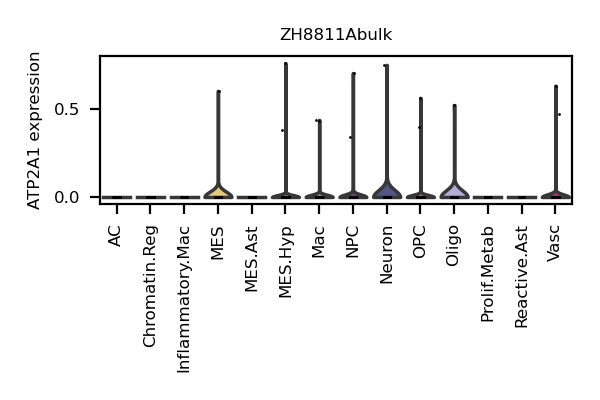 ZH8811Abulk
ATP2A1 expression
0.5
0.0
AC
Chromatin.Reg
Inflammatory.Mac
MES
MES.Ast
MES.Hyp
Mac
NPC
Neuron
OPC
Oligo
Prolif.Metab
Reactive.Ast
Vasc